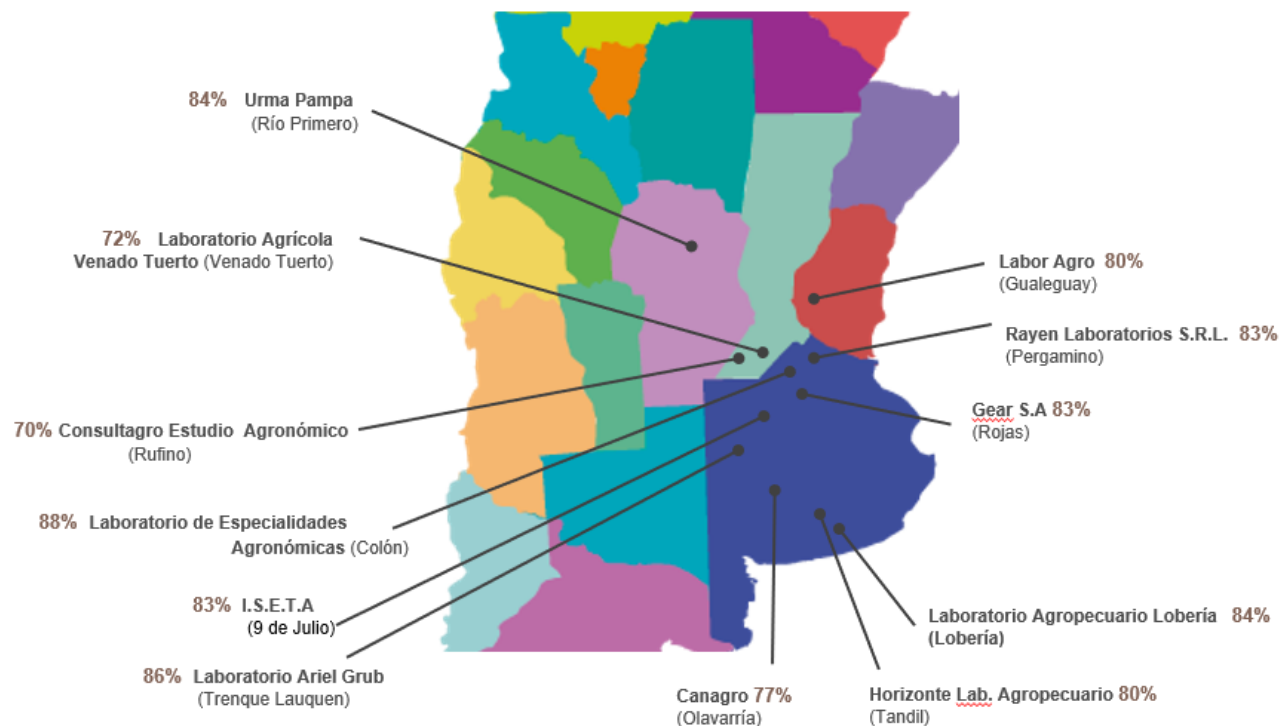 84% Urma Pampa
(Río Primero)
72% Laboratorio Agrícola
Venado Tuerto (Venado Tuerto)
70% Consultagro Estudio Agronómico
(Rufino)
88% Laboratorio de Especialidades
Agronómicas (Colón)
83% I.S.E.T.A
(9 de Julio)
86% Laboratorio Ariel Grub
(Trenque Lauquen)
Labor Agro 80%
(Gualeguay)
Rayen Laboratorios S.R.L. 83%
(Pergamino)
Gear S.A 83%
(Rojas)
Laboratorio Agropecuario Lobería 84%
(Lobería)
Canagro 77%
(Olavarría)
Horizonte Lab. Agropecuario 80%
(Tandil)